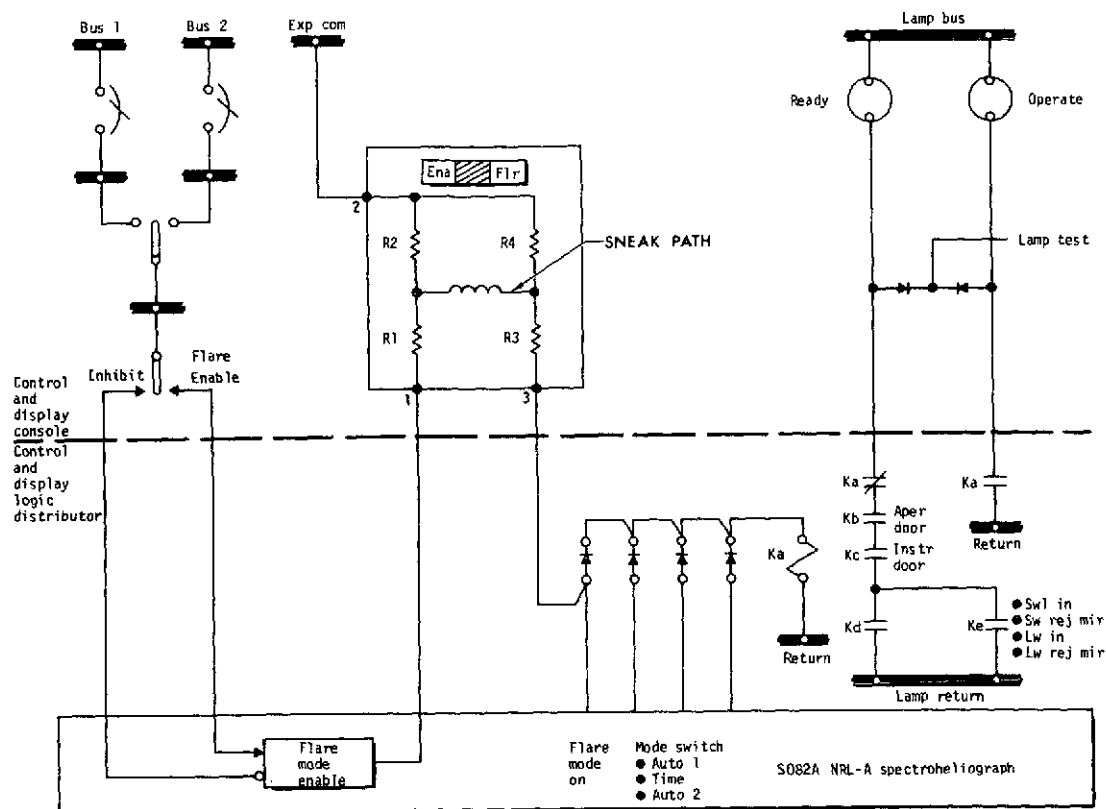 Bus 1
Bus 2
Exp com
Lamp bus
Ready
Operate
Ena
Flr
2
R2
R4
SNEAK PATH
Lamp test
R1
R3
Inhibit
Flare
Enable
1
3
Control
and
display
console
Control
and
display
logic
distributor
Ka
Kb
Aper
door
Kc
Instr
door
Ka
Return
Ka
Return
Kd
Ke
● Swl in
● Sw rej mir
● Lw in
● Lw rej mir
Lamp return
Flare
mode
enable
Flare
mode
on
Mode switch
● Auto 1
● Time
● Auto 2
S082A NRL-A spectroheliograph